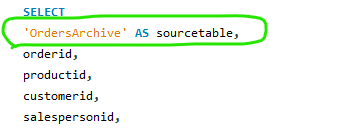 SELECT
'OrdersArchive' AS sourcetable,
orderid,
productid,
customerid,
salespersonid,